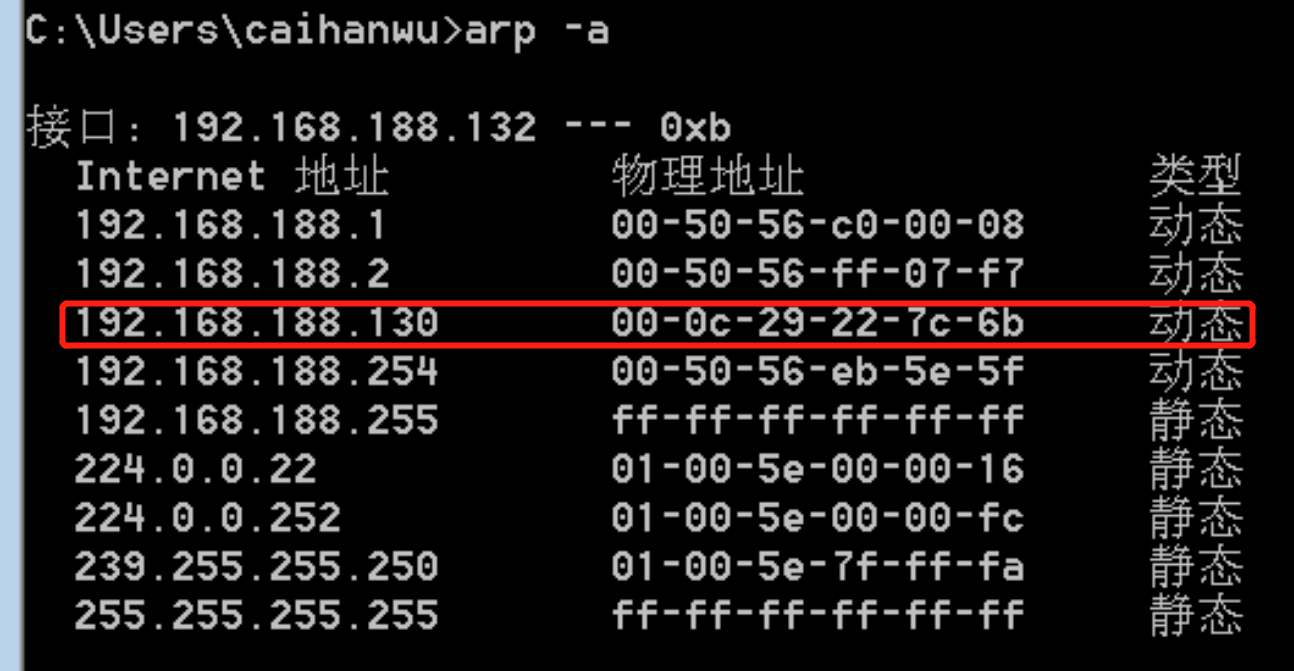 C:\Users\caihanwu>arp -a
接口: 192.168.188.132 --- 0xb
Internet 地址 物理地址 类型
192.168.188.1 00-50-56-c0-00-08 动态
192.168.188.2 00-50-56-ff-07-f7 动态
192.168.188.130 00-0c-29-22-7c-6b 动态
192.168.188.254 00-50-56-eb-5e-5f 动态
192.168.188.255 ff-ff-ff-ff-ff-ff 静态
224.0.0.22 01-00-5e-00-00-16 静态
224.0.0.252 01-00-5e-00-00-fc 静态
239.255.255.250 01-00-5e-7f-ff-fa 静态
255.255.255.255 ff-ff-ff-ff-ff-ff 静态